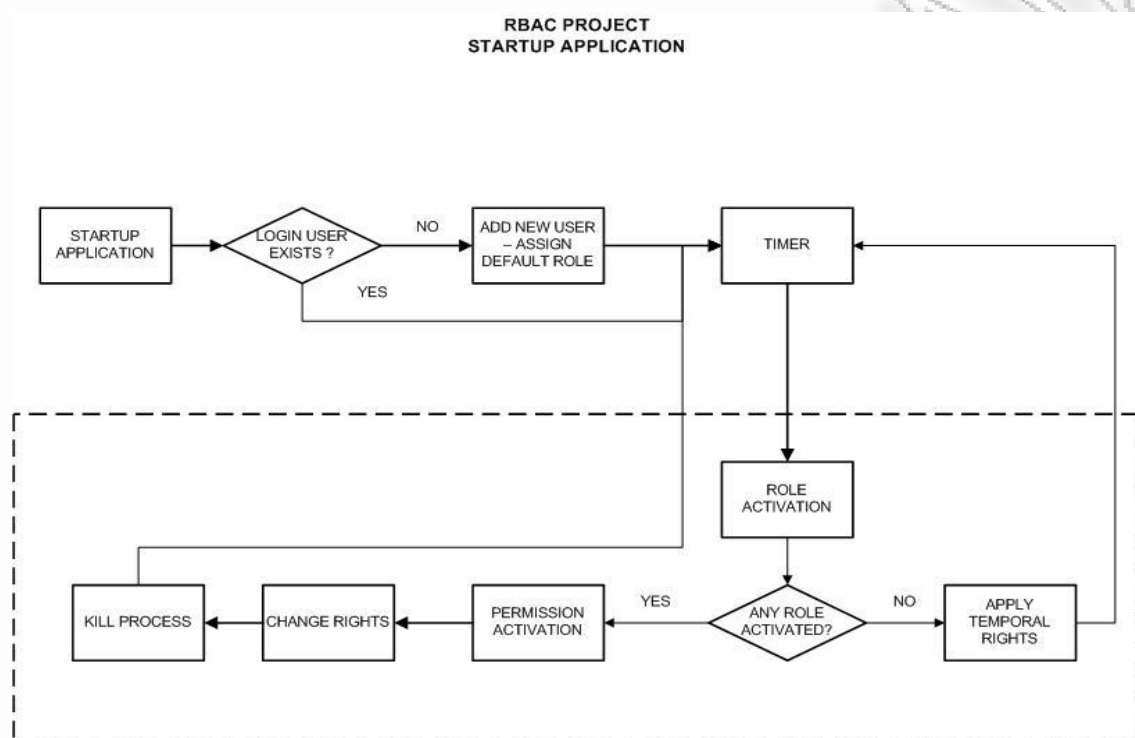 RBAC PROJECT
STARTUP APPLICATION
STARTUP
APPLICATION
LOGIN USER
EXISTS ?
NO
YES
ADD NEW USER
– ASSIGN
DEFAULT ROLE
TIMER
ROLE
ACTIVATION
KILL PROCESS
CHANGE RIGHTS
PERMISSION
ACTIVATION
YES
ANY ROLE
ACTIVATED?
NO
APPLY
TEMPORAL
RIGHTS